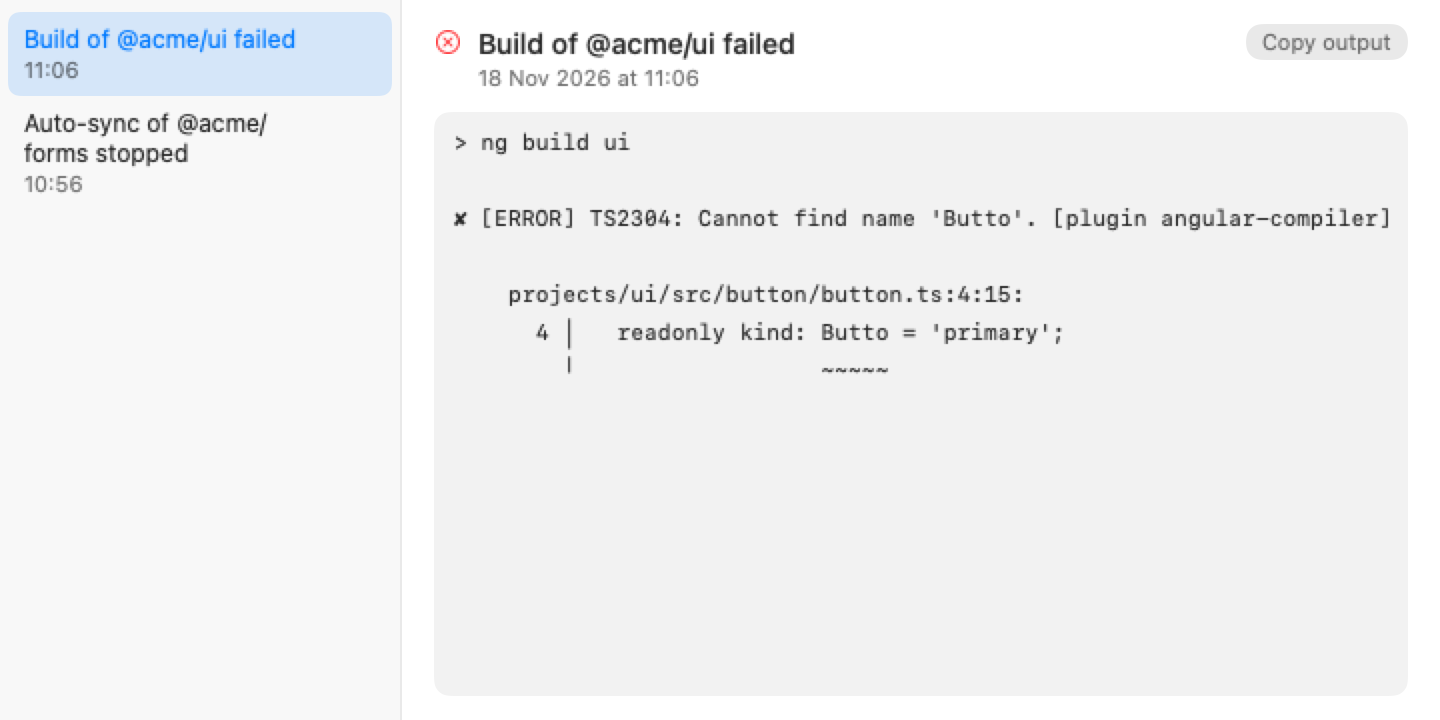 Build of @acme/ui failed
11:06
Auto-sync of @acme/
forms stopped
10:56
Build of @acme/ui failed
18 Nov 2026 at 11:06
Copy output
> ng build ui
✘ [ERROR] TS2304: Cannot find name 'Butto'. [plugin angular-compiler]
projects/ui/src/button/button.ts:4:15:
4 │   readonly kind: Butto = 'primary';
╵                  ~~~~~